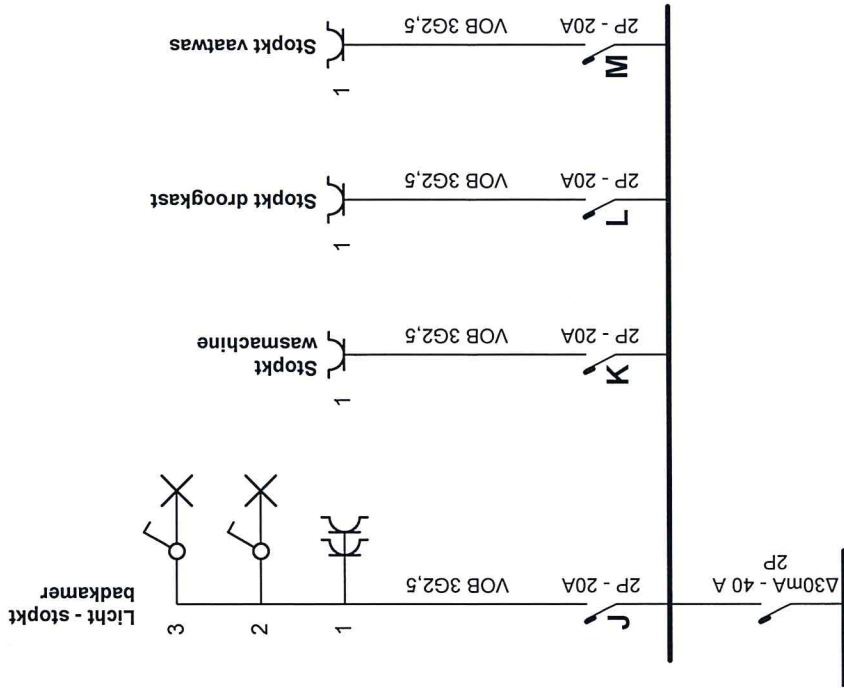 Δ30mA - 40 A
2P
J
2P - 20A
VOB 3G2,5
1
2
3
Licht - stopkt
badkamer
K
2P - 20A
VOB 3G2,5
1
Stopkt
wasmachine
L
2P - 20A
VOB 3G2,5
1
Stopkt droogkast
M
2P - 20A
VOB 3G2,5
1
Stopkt vaatwas